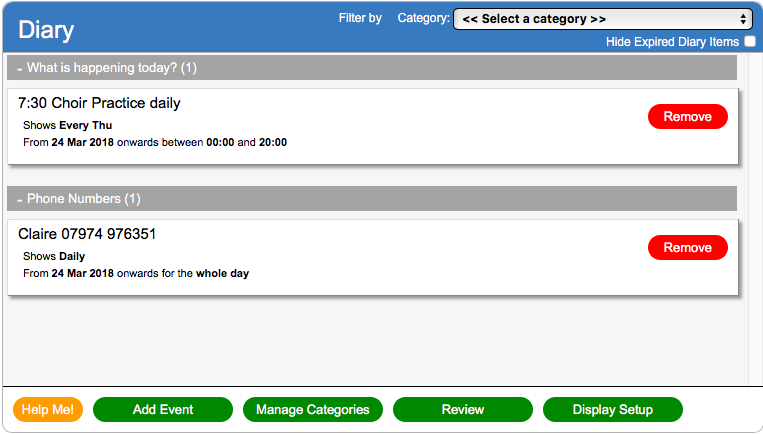 Diary
Filter by Category: << Select a category >>
Hide Expired Diary Items
- What is happening today? (1)
7:30 Choir Practice daily
Remove
Shows Every Thu
From 24 Mar 2018 onwards between 00:00 and 20:00
- Phone Numbers (1)
Claire 07974 976351
Remove
Shows Daily
From 24 Mar 2018 onwards for the whole day
Help Me! Add Event Manage Categories Review Display Setup